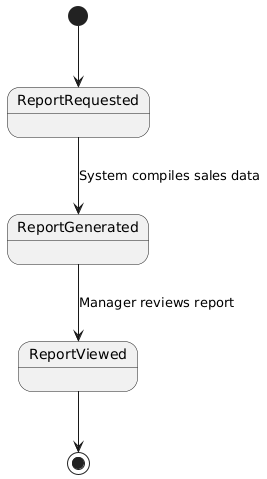 ReportRequested
System compiles sales data
ReportGenerated
Manager reviews report
ReportViewed